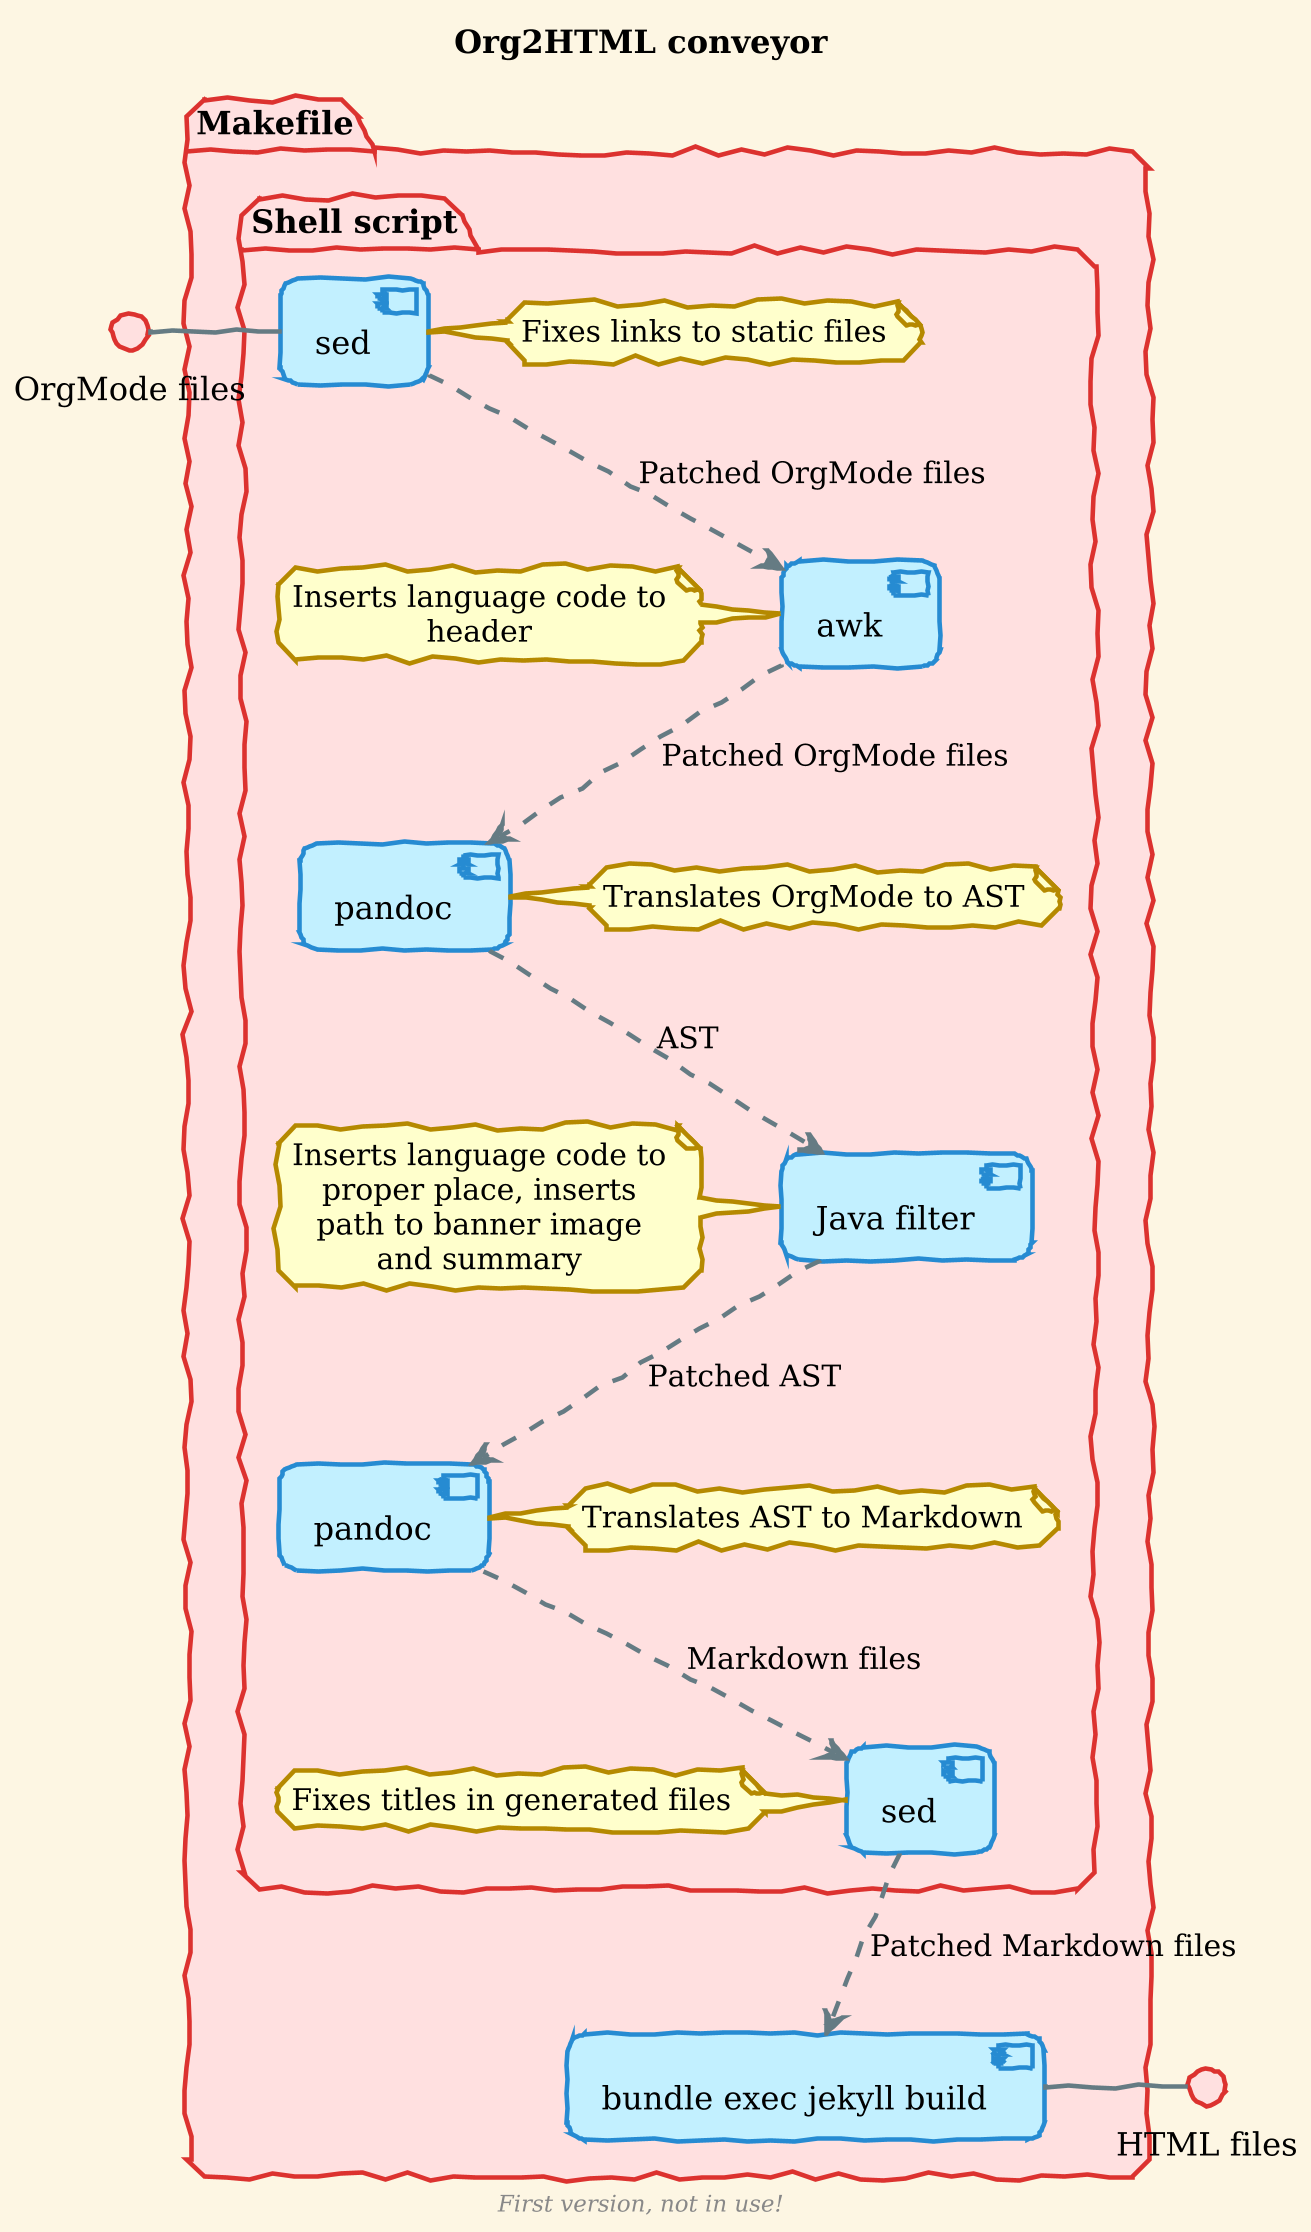 Org2HTML conveyor
Makefile
Shell script
sed
Fixes links to static files
OrgMode files
Patched OrgMode files
Inserts language code to
header
awk
Patched OrgMode files
pandoc
Translates OrgMode to AST
AST
Inserts language code to
proper place, inserts
path to banner image
and summary
Java filter
Patched AST
pandoc
Translates AST to Markdown
Markdown files
Fixes titles in generated files
sed
Patched Markdown files
bundle exec jekyll build
HTML files
First version, not in use!